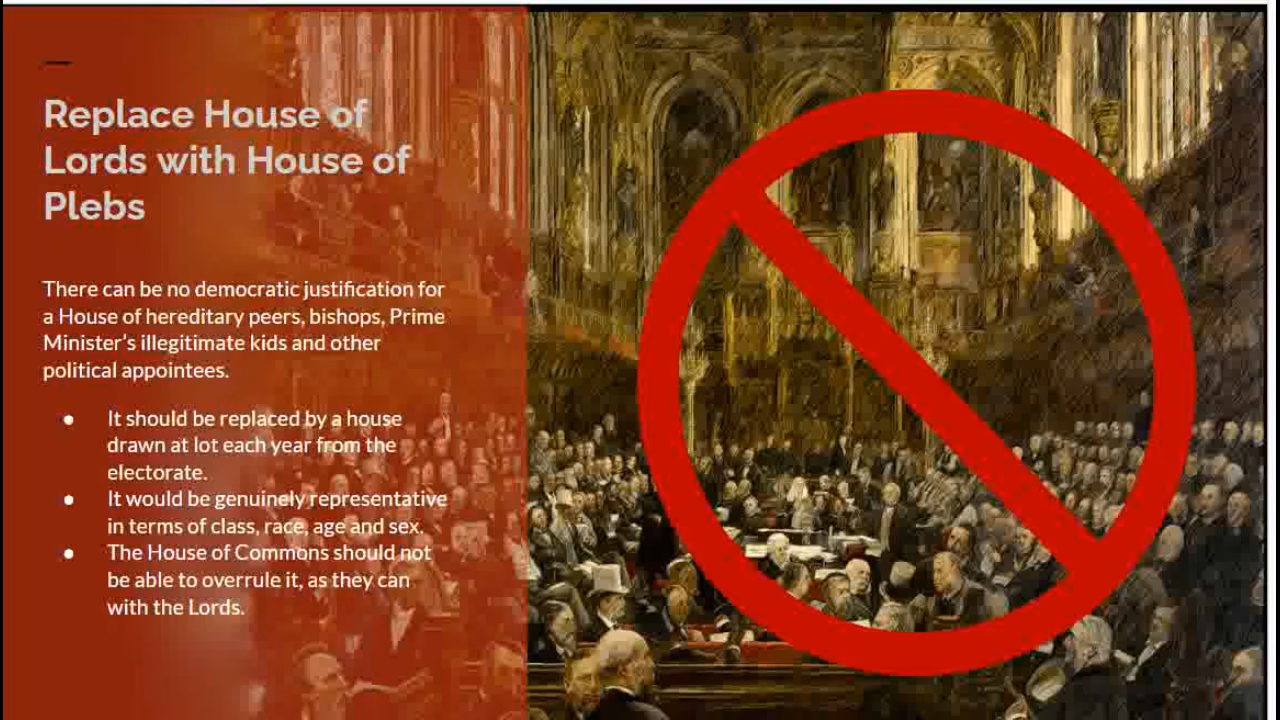 Replace House of
Lords with House of
Plebs
There can be no democratic justification for
a House of hereditary peers, bishops, Prime
Minister's illegitimate kids and other
political appointees.
● It should be replaced by a house
drawn at lot each year from the
electorate.
● It would be genuinely representative
in terms of class, race, age and sex.
● The House of Commons should not
be able to overrule it, as they can
with the Lords.